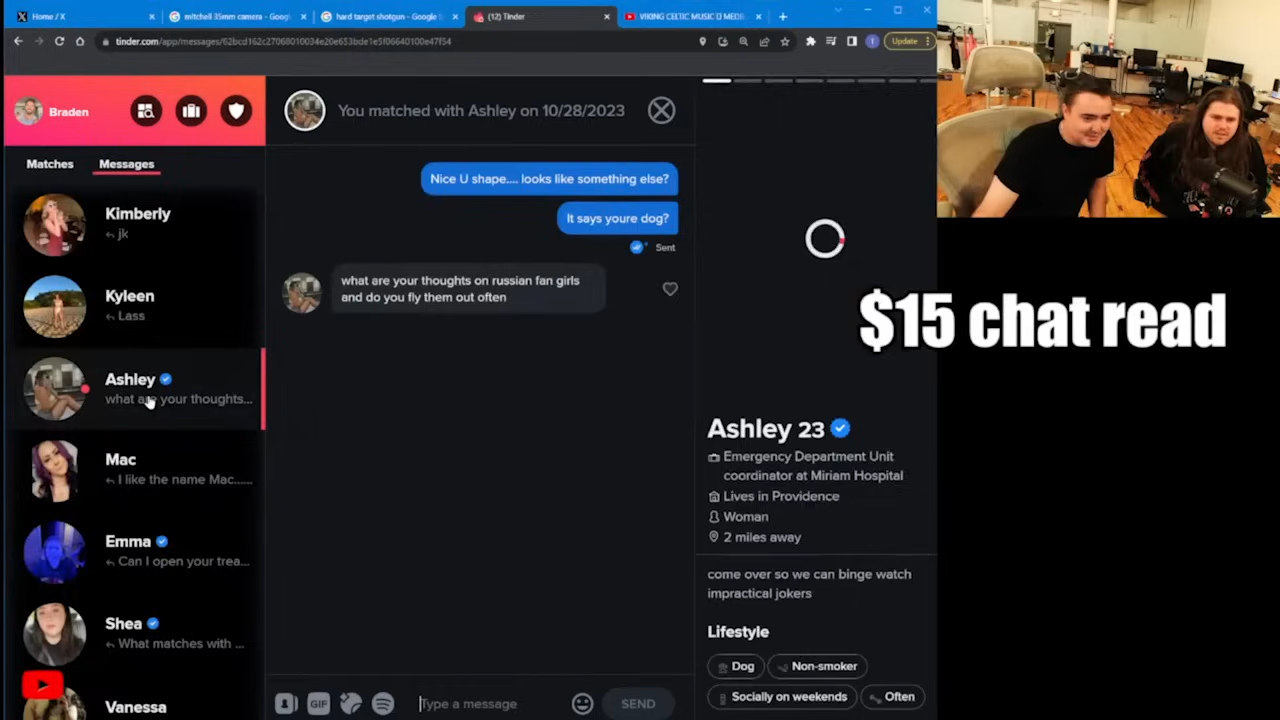 Home / X
mitchell 35mm camera - Goog
hard target shotgun - Google S
(12) Tinder
VIKING CELTIC MUSIC
tinder.com/app/messages/62bcd162c27068010034e20e653bde1e5f06640100e47f54
Update
Braden
Matches
Messages
Kimberly
jk
Kyleen
Lass
Ashley
what are your thoughts...
Mac
I like the name Mac......
Emma
Can I open your trea...
Shea
What matches with ...
Vanessa
You matched with Ashley on 10/28/2023
Nice U shape.... looks like something else?
It says youre dog?
Sent
what are your thoughts on russian fan girls
and do you fly them out often
GIF
Type a message
SEND
Ashley 23
Emergency Department Unit
coordinator at Miriam Hospital
Lives in Providence
Woman
2 miles away
come over so we can binge watch
impractical jokers
Lifestyle
Dog
Non-smoker
Socially on weekends
Often
$15 chat read